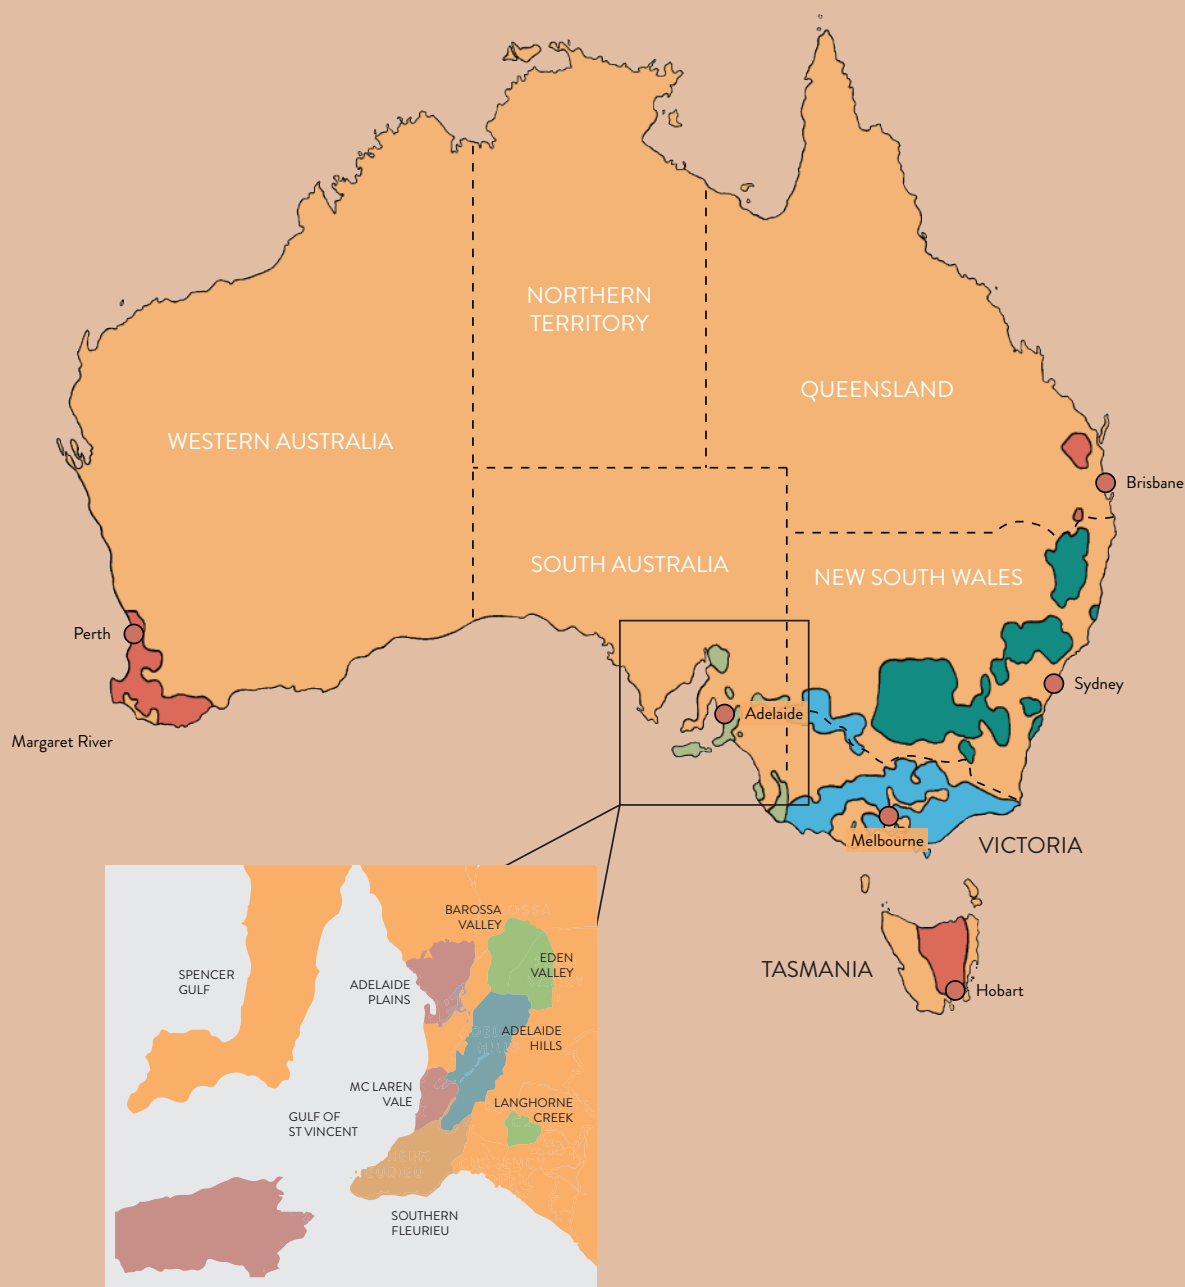 NORTHERN
TERRITORY
QUEENSLAND
WESTERN AUSTRALIA
Brisbane
SOUTH AUSTRALIA
NEW SOUTH WALES
Perth
Sydney
Adelaide
Margaret River
Melbourne
VICTORIA
TASMANIA
Hobart
BAROSSA
VALLEY
EDEN
VALLEY
SPENCER
GULF
ADELAIDE
PLAINS
ADELAIDE
HILLS
MC LAREN
VALE
LANGHORNE
CREEK
GULF OF
ST VINCENT
SOUTHERN
FLEURIEU